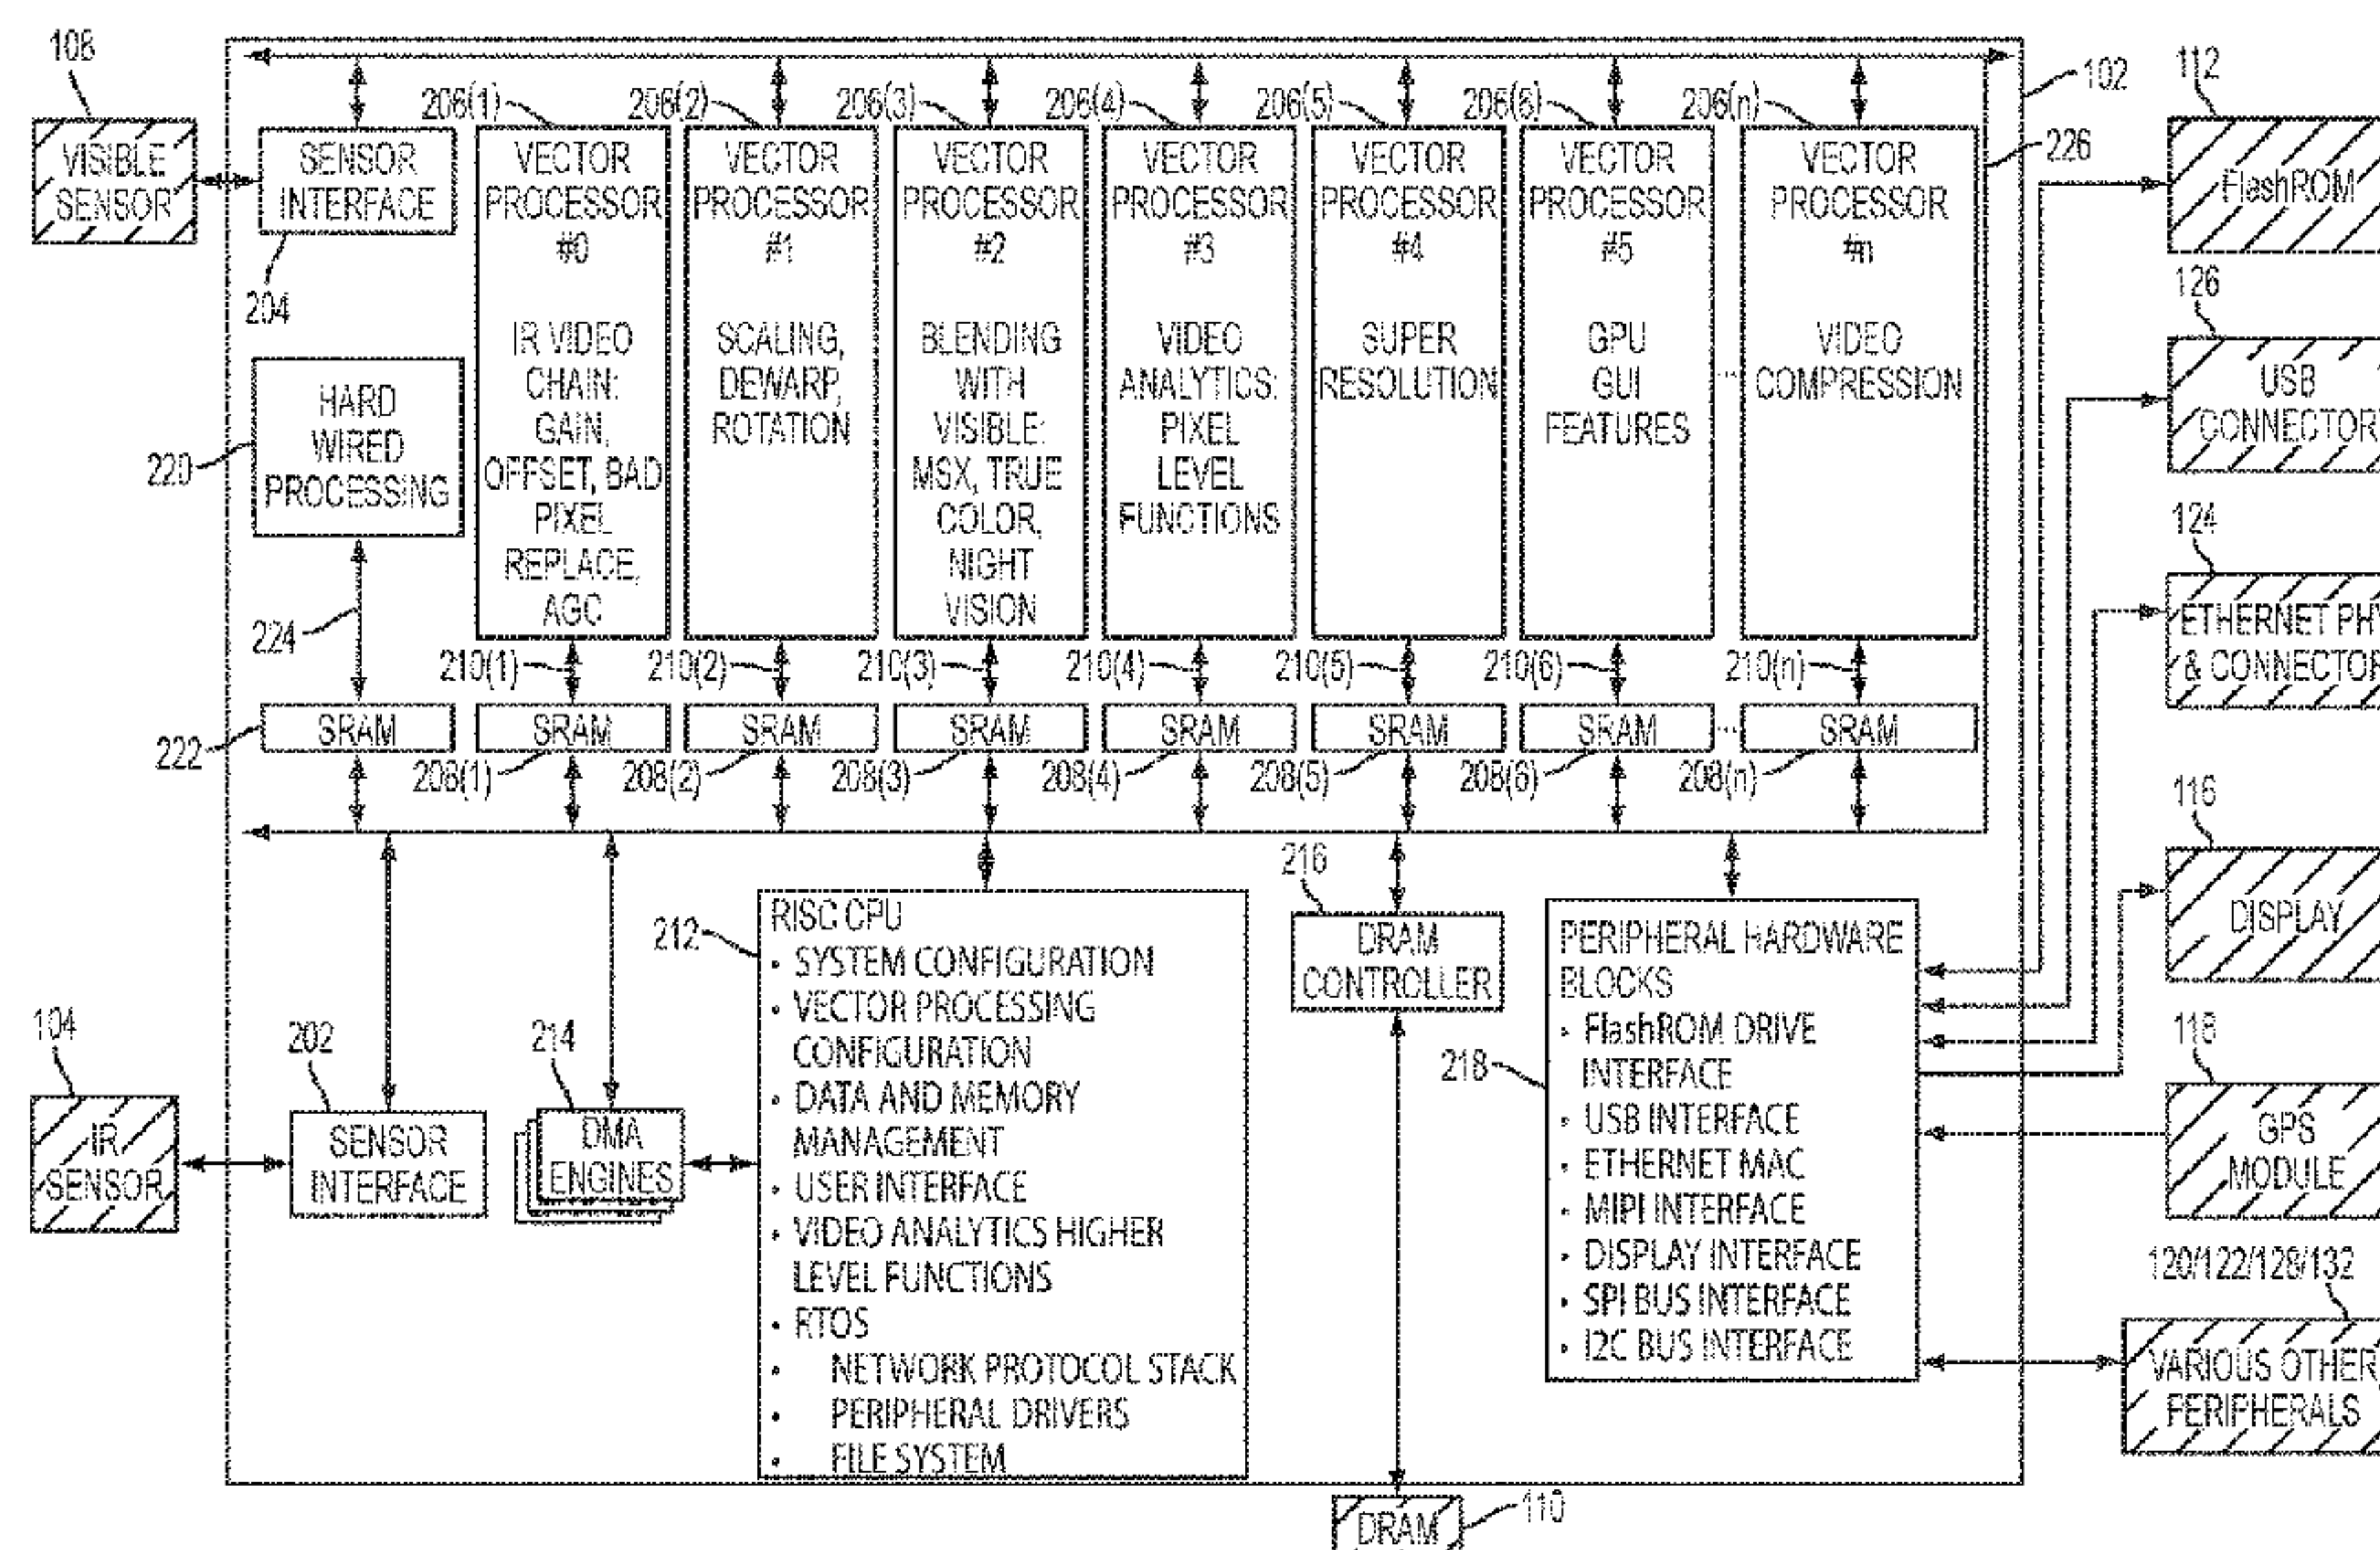 108
102
112
206(1)
206(2)
206(3)
206(4)
206(5)
206(6)
206(n)
226
VISIBLE
SENSOR
SENSOR
INTERFACE
204
VECTOR
PROCESSOR
#0
IR VIDEO
CHAIN:
GAIN,
OFFSET, BAD
PIXEL
REPLACE,
AGC
VECTOR
PROCESSOR
#1
SCALING,
DEWARP,
ROTATION
VECTOR
PROCESSOR
#2
BLENDING
WITH
VISIBLE:
MSX, TRUE
COLOR,
NIGHT
VISION
VECTOR
PROCESSOR
#3
VIDEO
ANALYTICS:
PIXEL
LEVEL
FUNCTIONS
VECTOR
PROCESSOR
#4
SUPER
RESOLUTION
VECTOR
PROCESSOR
#5
GPU
GUI
FEATURES
...
VECTOR
PROCESSOR
#n
VIDEO
COMPRESSION
FlashROM
126
USB
CONNECTOR
124
ETHERNET PHY
& CONNECTOR
220
HARD
WIRED
PROCESSING
224
210(1)
210(2)
210(3)
210(4)
210(5)
210(6)
210(n)
222
SRAM
SRAM
SRAM
SRAM
SRAM
SRAM
SRAM
...
SRAM
208(1)
208(2)
208(3)
208(4)
208(5)
208(6)
208(n)
116
DISPLAY
118
GPS
MODULE
120/122/128/132
VARIOUS OTHER
PERIPHERALS
104
IR
SENSOR
202
SENSOR
INTERFACE
214
DMA
ENGINES
212
RISC CPU
• SYSTEM CONFIGURATION
• VECTOR PROCESSING
CONFIGURATION
• DATA AND MEMORY
MANAGEMENT
• USER INTERFACE
• VIDEO ANALYTICS HIGHER
LEVEL FUNCTIONS
• RTOS
• NETWORK PROTOCOL STACK
• PERIPHERAL DRIVERS
• FILE SYSTEM
216
DRAM
CONTROLLER
218
PERIPHERAL HARDWARE
BLOCKS
• FlashROM DRIVE
INTERFACE
• USB INTERFACE
• ETHERNET MAC
• MIPI INTERFACE
• DISPLAY INTERFACE
• SPI BUS INTERFACE
• I2C BUS INTERFACE
DRAM
110